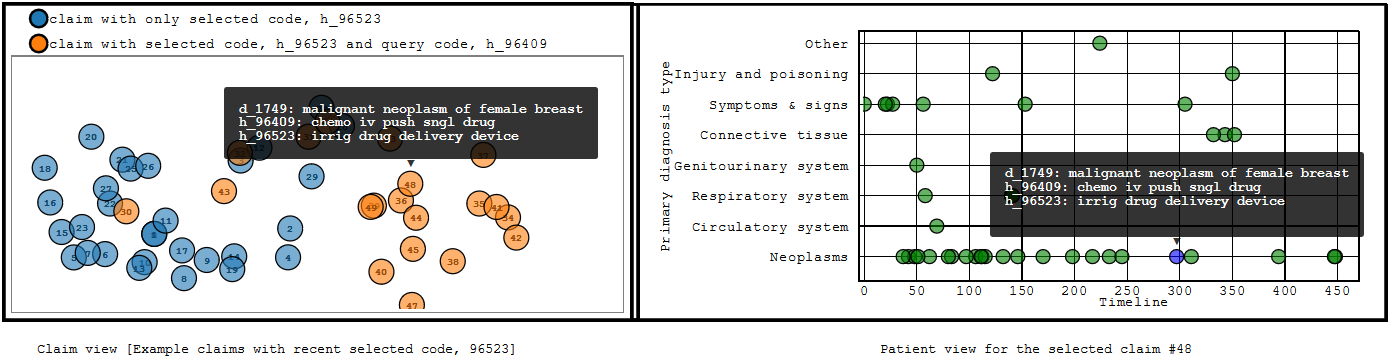 claim with only selected code, h_96523
claim with selected code, h_96523 and query code, h_96409
d_1749: malignant neoplasm of female breast
h_96409: chemo iv push sngl drug
h_96523: irrig drug delivery device
20
18
26
29
27
22
16
30
43
48
36
35
41
34
42
11
23
15
2
44
45
4
17
9
7
6
13
19
8
40
38
47
Primary diagnosis type
Other
Injury and poisoning
Symptoms & signs
Connective tissue
Genitourinary system
Respiratory system
Circulatory system
Neoplasms
d_1749: malignant neoplasm of female breast
h_96409: chemo iv push sngl drug
h_96523: irrig drug delivery device
0 50 100 150 200 250 300 350 400 450
Timeline
Claim view [Example claims with recent selected code, 96523]
Patient view for the selected claim #48